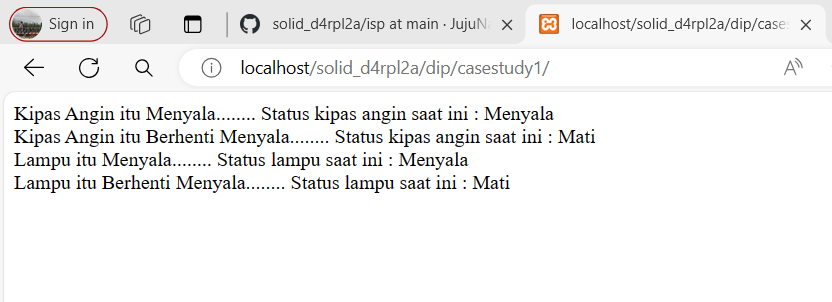 Sign in
solid_d4rpl2a/isp at main · JujuN
localhost/solid_d4rpl2a/dip/cases
localhost/solid_d4rpl2a/dip/casestudy1/
Kipas Angin itu Menyala........ Status kipas angin saat ini : Menyala
Kipas Angin itu Berhenti Menyala........ Status kipas angin saat ini : Mati
Lampu itu Menyala........ Status lampu saat ini : Menyala
Lampu itu Berhenti Menyala........ Status lampu saat ini : Mati